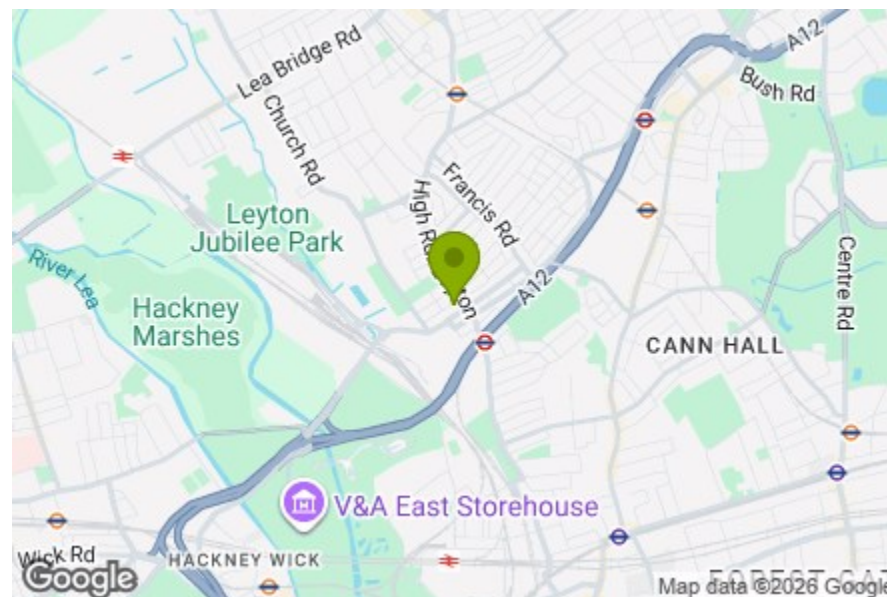 A12
Bush Rd
Lea Bridge Rd
Church Rd
Francis Rd
High Rd Leyton
Leyton
Jubilee Park
River Lea
Hackney
Marshes
A12
Centre Rd
CANN HALL
V&A East Storehouse
Wick Rd
HACKNEY WICK
Google
Map data ©2026 Google